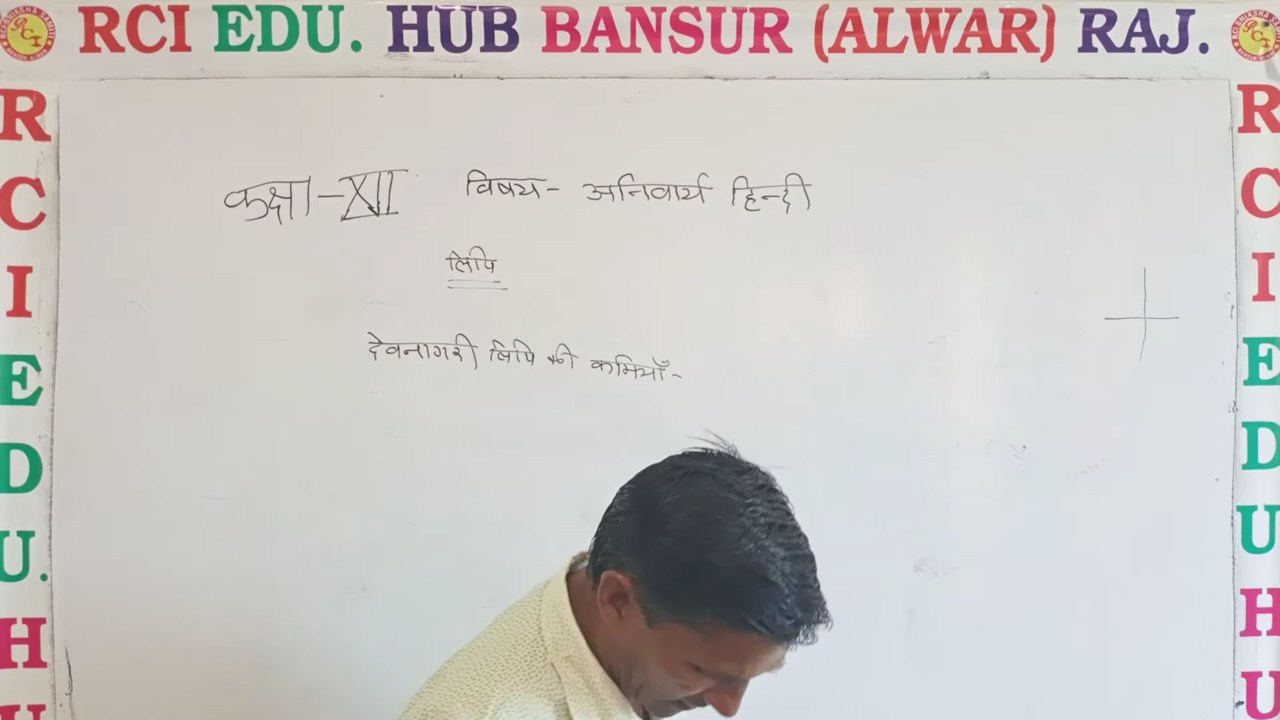 RCI EDU. HUB BANSUR (ALWAR) RAJ.
R
C
I
E
D
U.
H
U
कक्षा-XII विषय- अनिवार्य हिन्दी
लिपि
देवनागरी लिपि की कमियाँ-
R
C
I
E
D
U
H
U